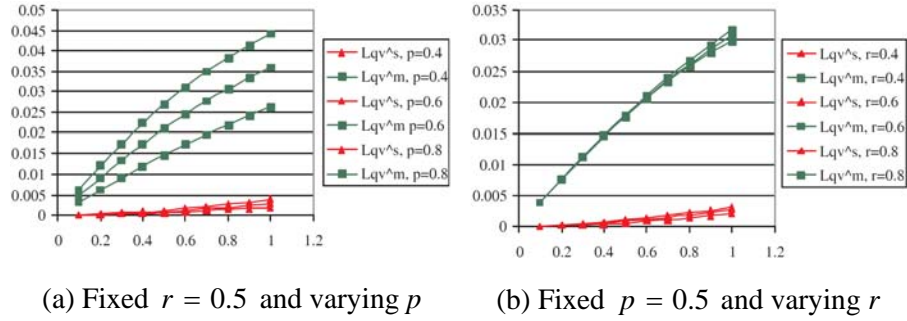 0.05
0.045
0.04
0.035
0.03
0.025
0.02
0.015
0.01
0.005
0
0 0.2 0.4 0.6 0.8 1 1.2
Lqv^s, p=0.4
Lqv^m, p=0.4
Lqv^s, p=0.6
Lqv^m p=0.6
Lqv^s, p=0.8
Lqv^m, p=0.8
0.035
0.03
0.025
0.02
0.015
0.01
0.005
0
0 0.2 0.4 0.6 0.8 1 1.2
Lqv^s, r=0.4
Lqv^m, r=0.4
Lqv^s, r=0.6
Lqv^m, r=0.6
Lqv^s, r=0.8
Lqv^m, r=0.8
(a) Fixed r = 0.5 and varying p
(b) Fixed p = 0.5 and varying r